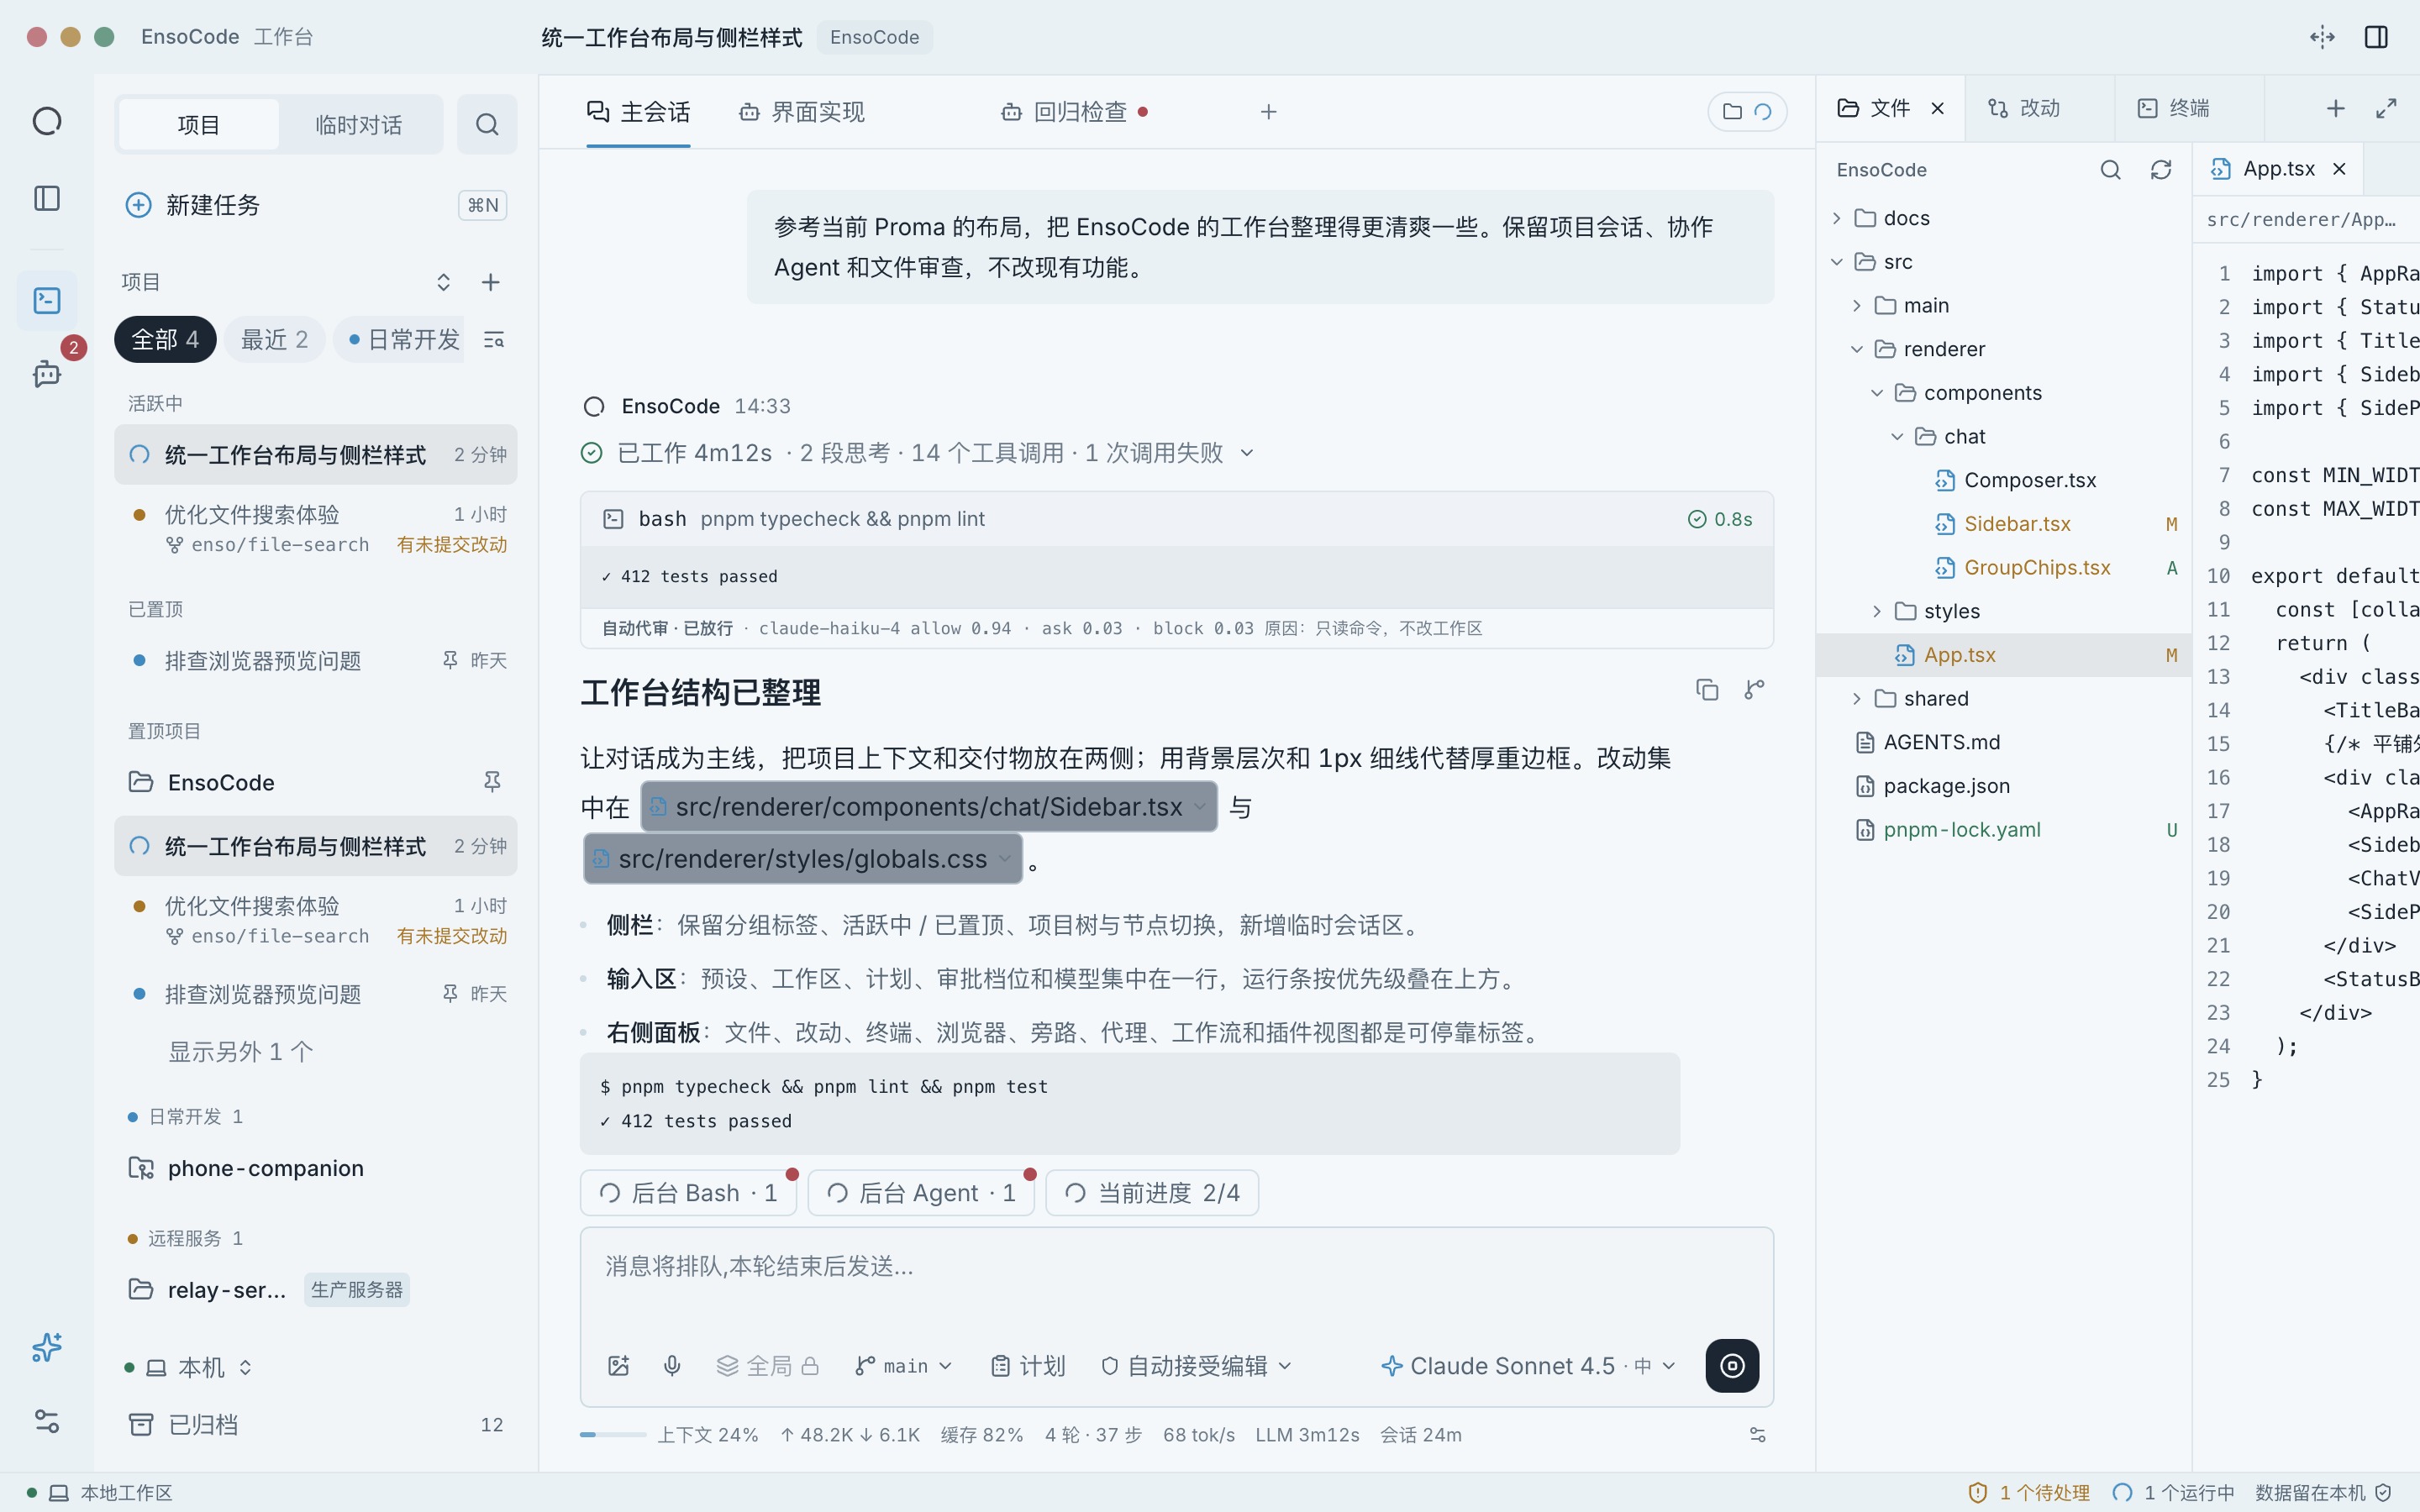 EnsoCode 工作台
统一工作台布局与侧栏样式 EnsoCode
项目 临时对话
新建任务 ⌘N
项目
全部 4 最近 2 日常开发
2
活跃中
统一工作台布局与侧栏样式 2 分钟
优化文件搜索体验 1 小时
enso/file-search 有未提交改动
已置顶
排查浏览器预览问题 昨天
置顶项目
EnsoCode
统一工作台布局与侧栏样式 2 分钟
优化文件搜索体验 1 小时
enso/file-search 有未提交改动
排查浏览器预览问题 昨天
显示另外 1 个
日常开发 1
phone-companion
远程服务 1
relay-ser... 生产服务器
本机
已归档 12
主会话 界面实现 回归检查
参考当前 Proma 的布局，把 EnsoCode 的工作台整理得更清爽一些。保留项目会话、协作
Agent 和文件审查，不改现有功能。
EnsoCode 14:33
已工作 4m12s · 2 段思考 · 14 个工具调用 · 1 次调用失败
bash pnpm typecheck && pnpm lint 0.8s
✓ 412 tests passed
自动代审 · 已放行 · claude-haiku-4 allow 0.94 · ask 0.03 · block 0.03 原因：只读命令，不改工作区
工作台结构已整理
让对话成为主线，把项目上下文和交付物放在两侧；用背景层次和 1px 细线代替厚重边框。改动集
中在 src/renderer/components/chat/Sidebar.tsx 与
src/renderer/styles/globals.css 。
• 侧栏：保留分组标签、活跃中 / 已置顶、项目树与节点切换，新增临时会话区。
• 输入区：预设、工作区、计划、审批档位和模型集中在一行，运行条按优先级叠在上方。
• 右侧面板：文件、改动、终端、浏览器、旁路、代理、工作流和插件视图都是可停靠标签。
$ pnpm typecheck && pnpm lint && pnpm test
✓ 412 tests passed
后台 Bash · 1 后台 Agent · 1 当前进度 2/4
消息将排队,本轮结束后发送...
全局 main 计划 自动接受编辑 Claude Sonnet 4.5 · 中
上下文 24% ↑ 48.2K ↓ 6.1K 缓存 82% 4 轮 · 37 步 68 tok/s LLM 3m12s 会话 24m
文件 改动 终端
EnsoCode
docs
src
main
renderer
components
chat
Composer.tsx
Sidebar.tsx M
GroupChips.tsx A
styles
App.tsx M
shared
AGENTS.md
package.json
pnpm-lock.yaml U
App.tsx
src/renderer/App…
1 import { AppRa
2 import { Statu
3 import { Title
4 import { Sideb
5 import { SideP
6
7 const MIN_WIDT
8 const MAX_WIDT
9
10 export default
11 const [colla
12 return (
13 <div class
14 <TitleBa
15 {/* 平铺
16 <div cla
17 <AppRa
18 <Sideb
19 <ChatV
20 <SideP
21 </div>
22 <StatusB
23 </div>
24 );
25 }
本地工作区
1 个待处理 1 个运行中 数据留在本机